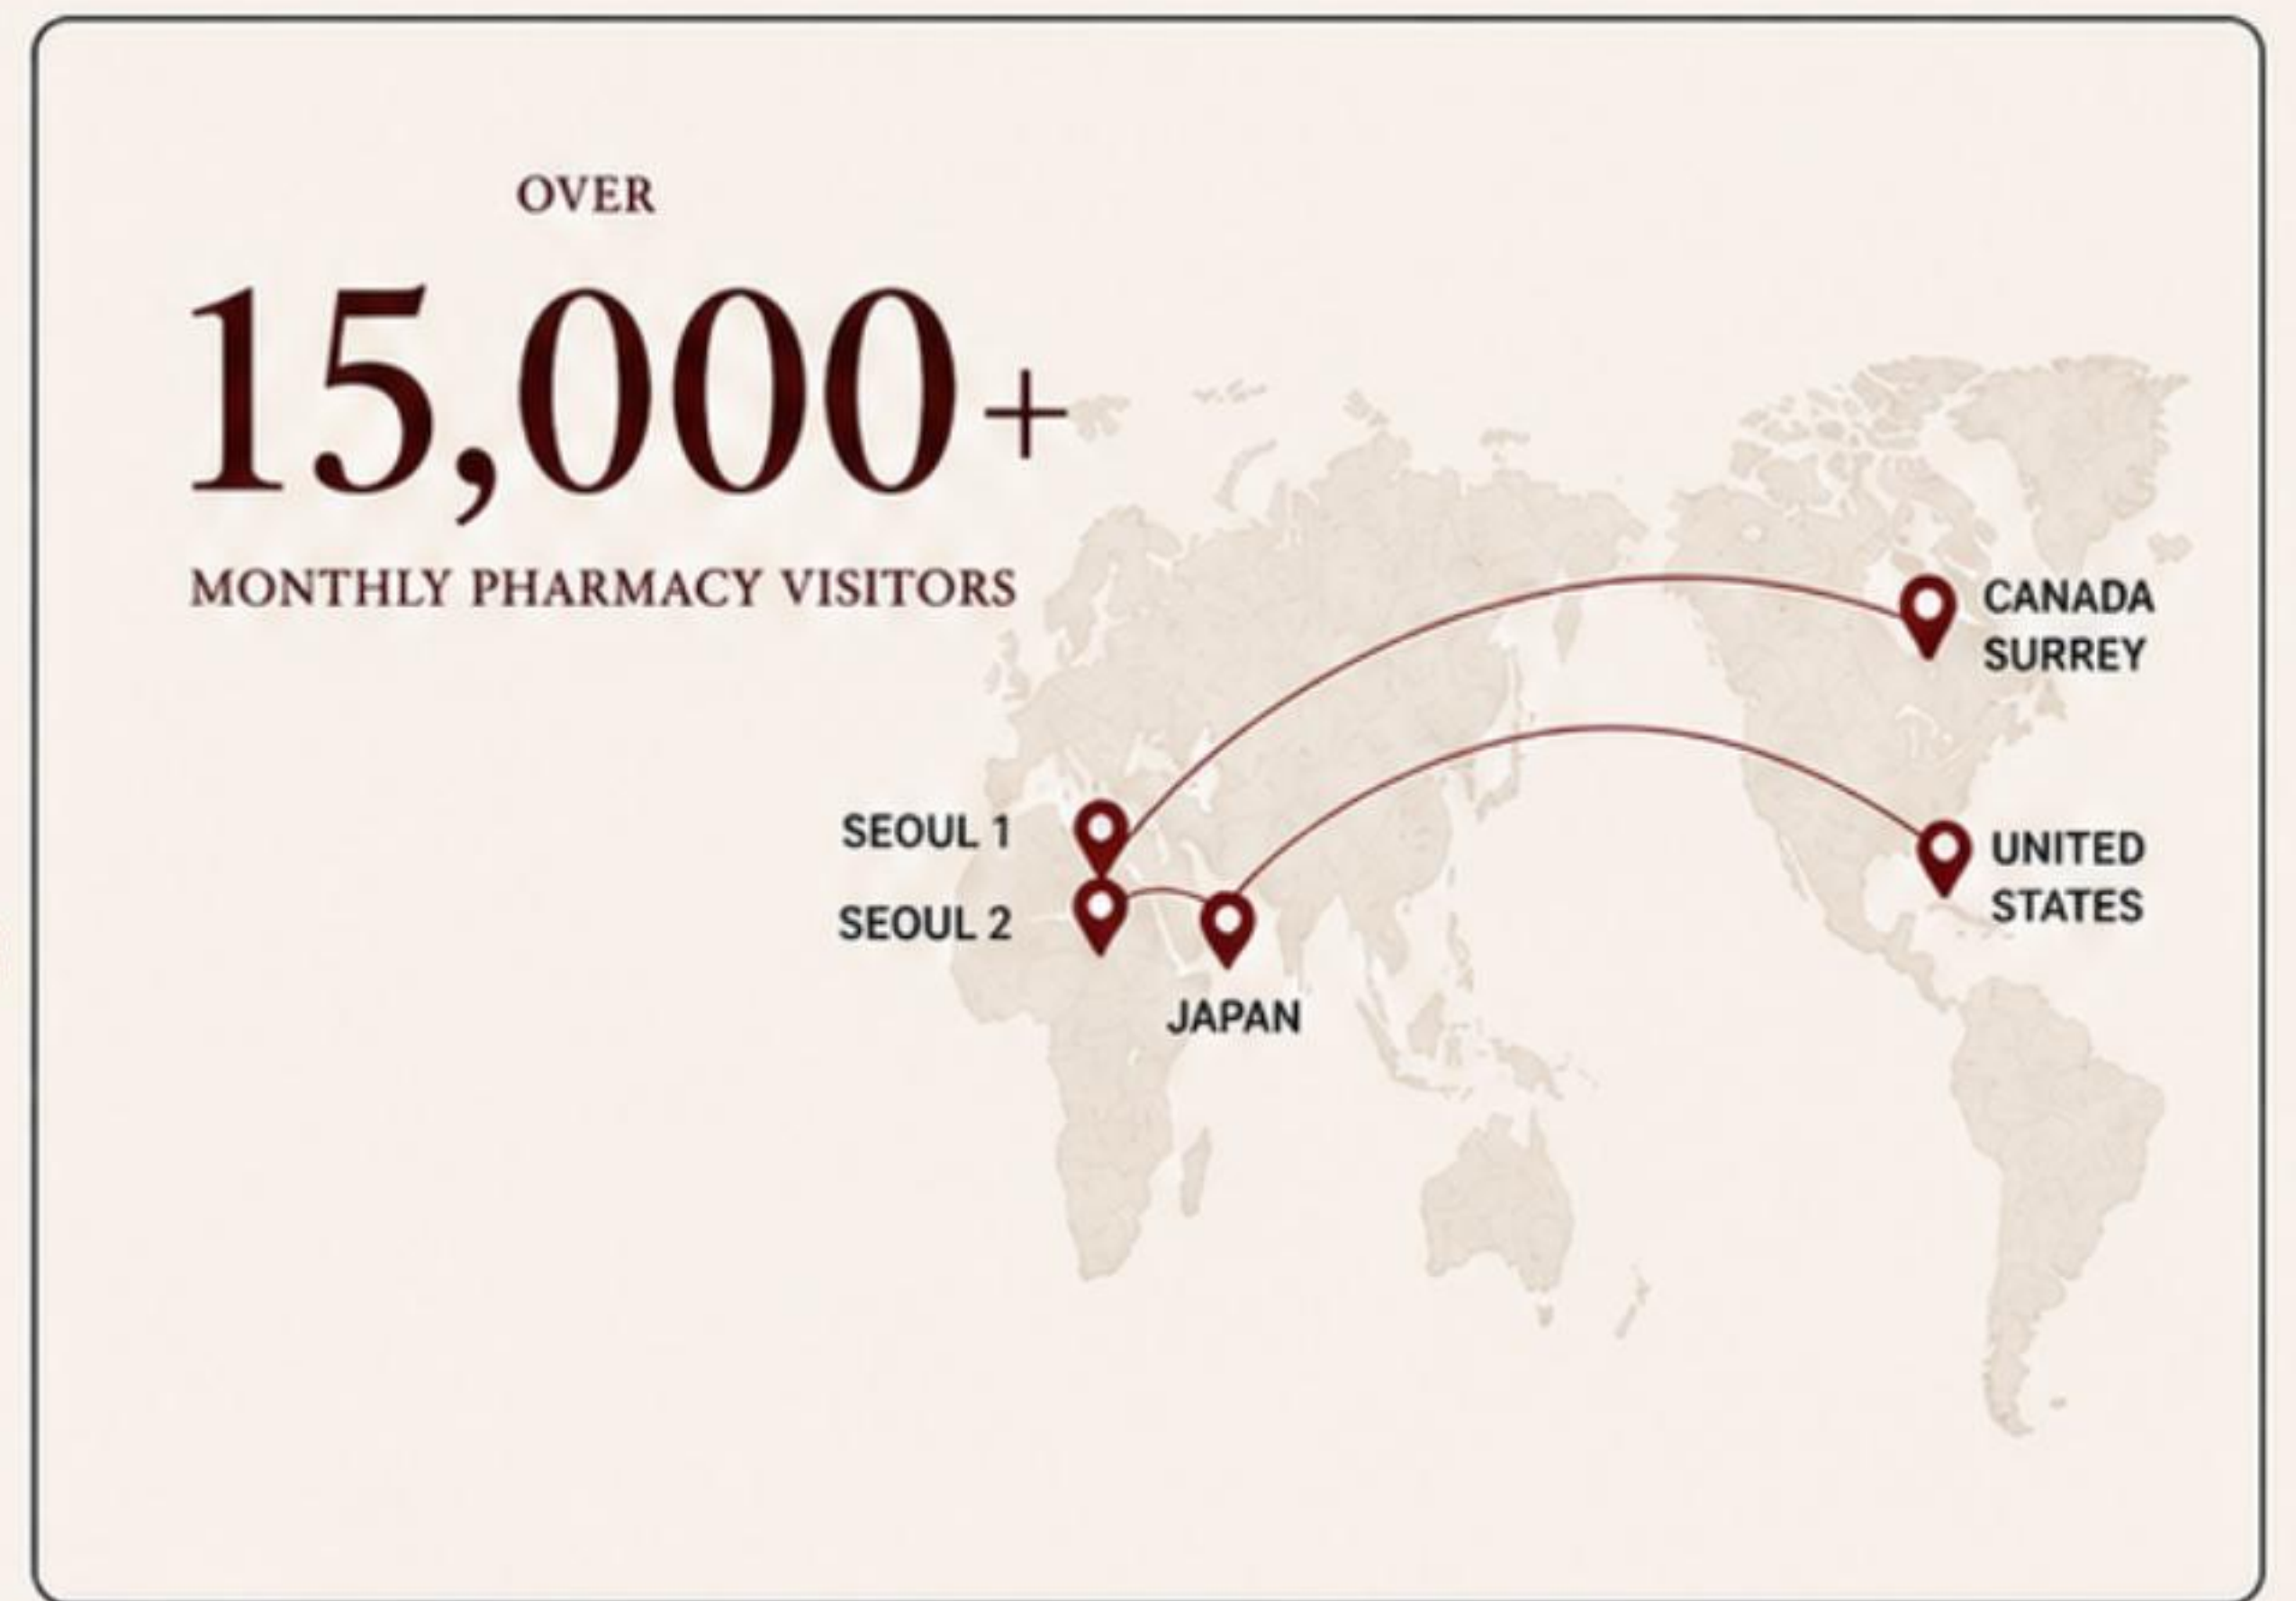 OVER
15,000+
MONTHLY PHARMACY VISITORS
CANADA
SURREY
SEOUL 1
UNITED
STATES
SEOUL 2
JAPAN